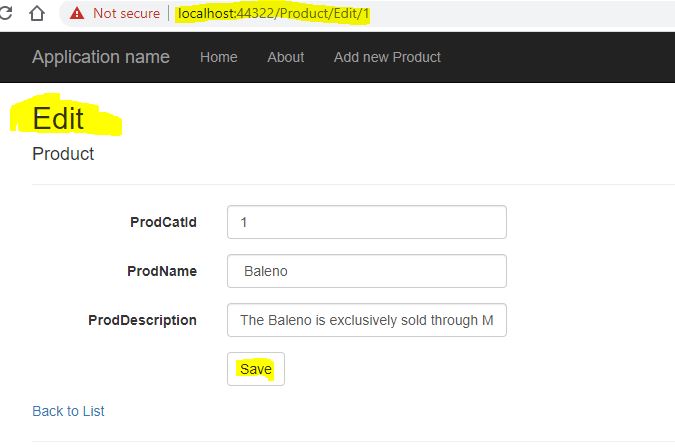 Not secure | localhost:44322/Product/Edit/1
Application name Home About Add new Product
Edit
Product
ProdCatId 1
ProdName Baleno
ProdDescription The Baleno is exclusively sold through M
Save
Back to List